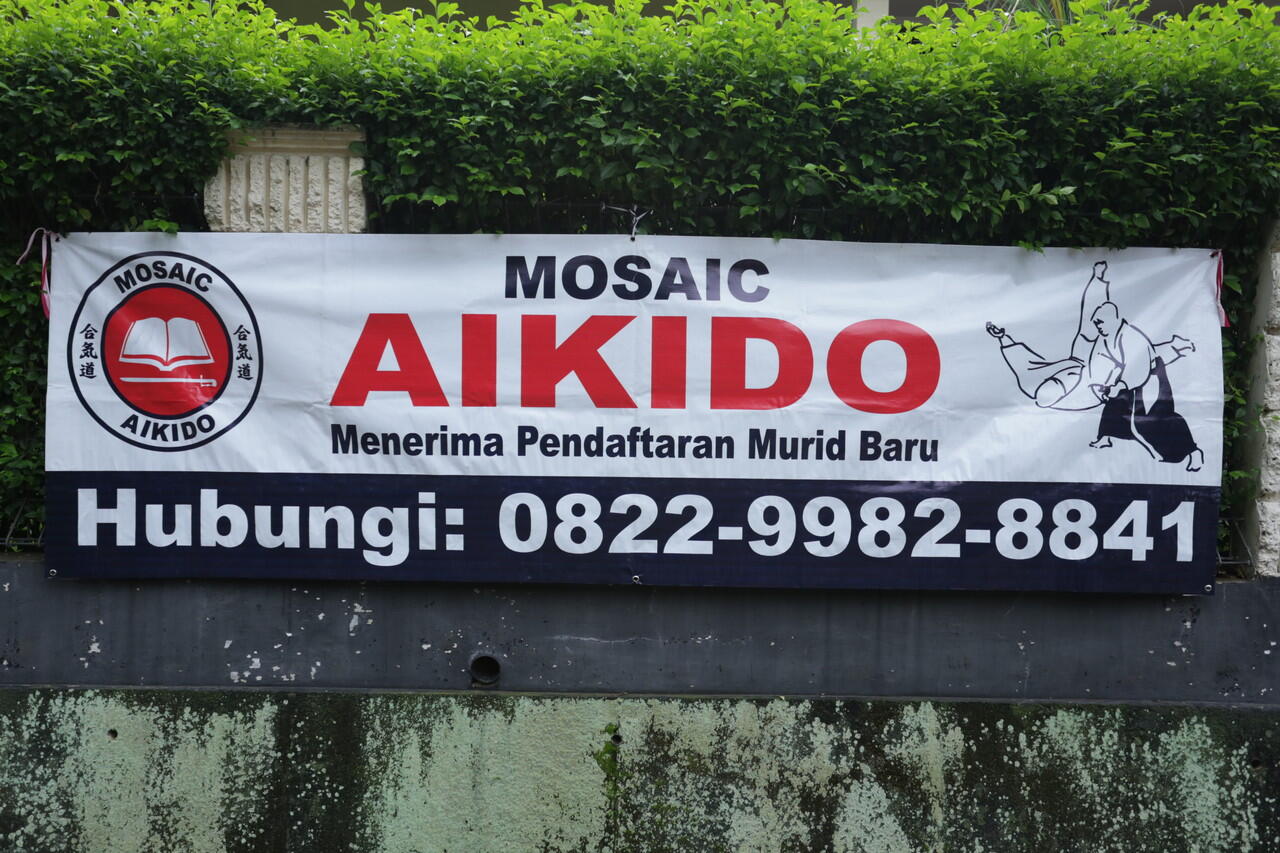 MOSAIC
合気道
合気道
AIKIDO
MOSAIC
AIKIDO
Menerima Pendaftaran Murid Baru
Hubungi: 0822-9982-8841